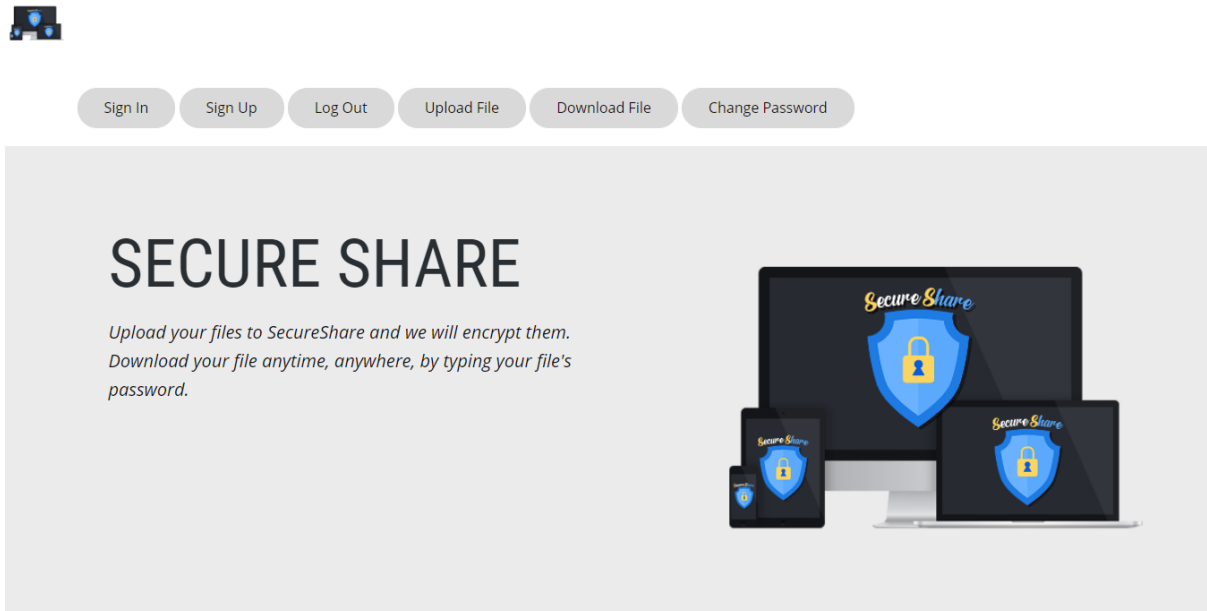 Sign In Sign Up Log Out Upload File Download File Change Password
SECURE SHARE
Upload your files to SecureShare and we will encrypt them.
Download your file anytime, anywhere, by typing your file's
password.
Secure Share
Secure Share
Secure Share
Secure Share